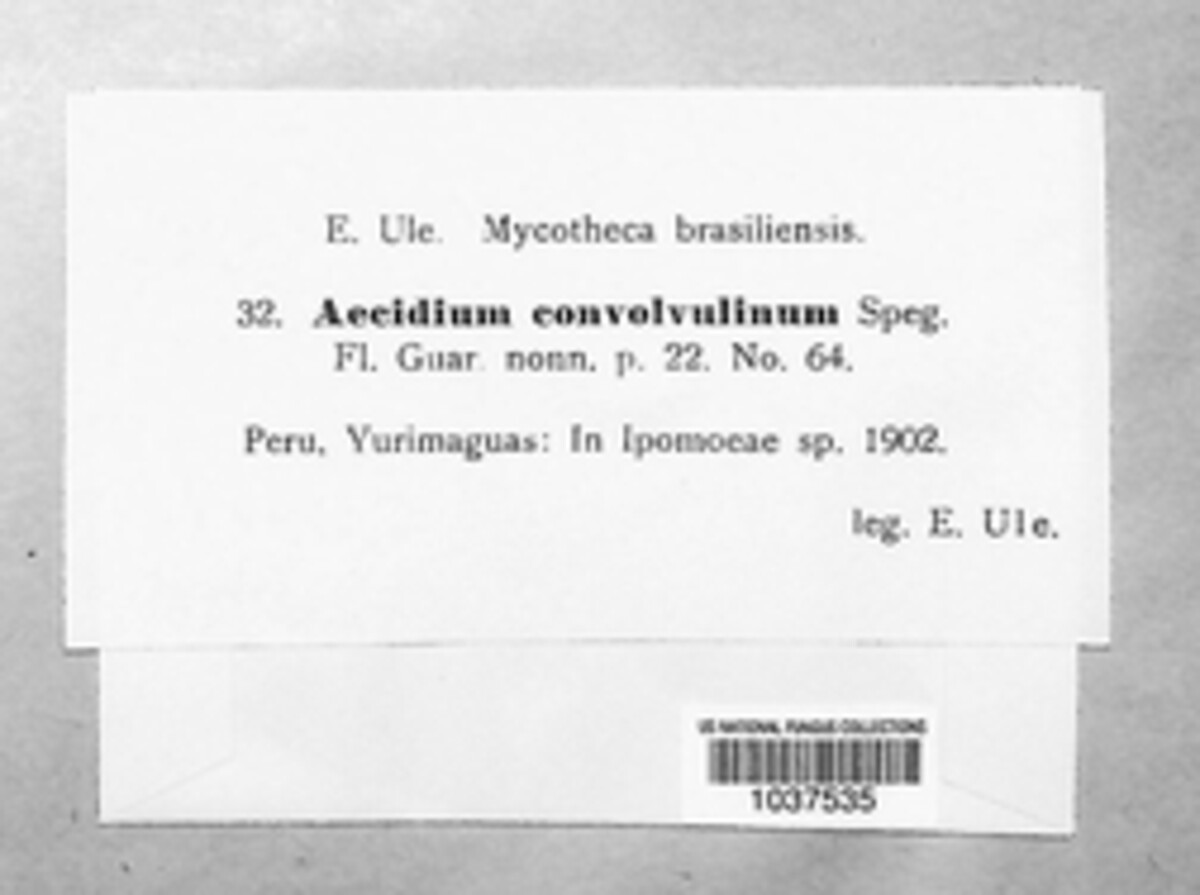 E. Ule. Mycotheca brasiliensis.
32. Aecidium convolvulinum Speg.
Fl. Guar. nonn. p. 22. No. 64.
Peru, Yurimaguas: In Ipomoeae sp. 1902.
leg. E. Ule.
US NATIONAL FUNGUS COLLECTIONS
1037535